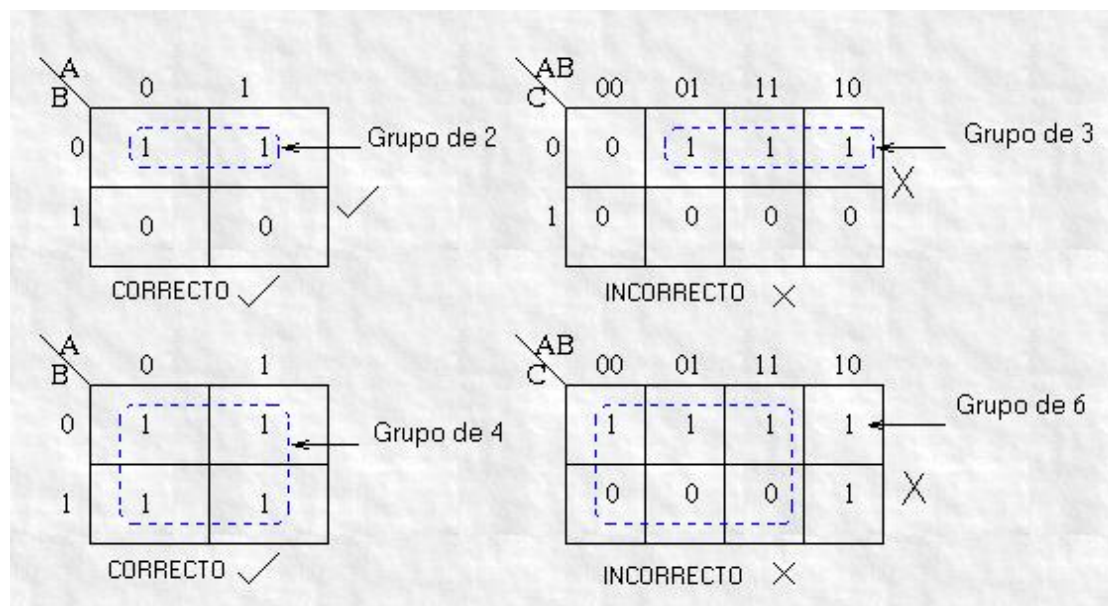 A
B
0 1
0 1 1
1 0 0
Grupo de 2
CORRECTO
AB
C
00 01 11 10
0 0 1 1 1
1 0 0 0 0
Grupo de 3
INCORRECTO
A
B
0 1
0 1 1
1 1 1
Grupo de 4
CORRECTO
AB
C
00 01 11 10
1 1 1 1
0 0 0 1
Grupo de 6
INCORRECTO